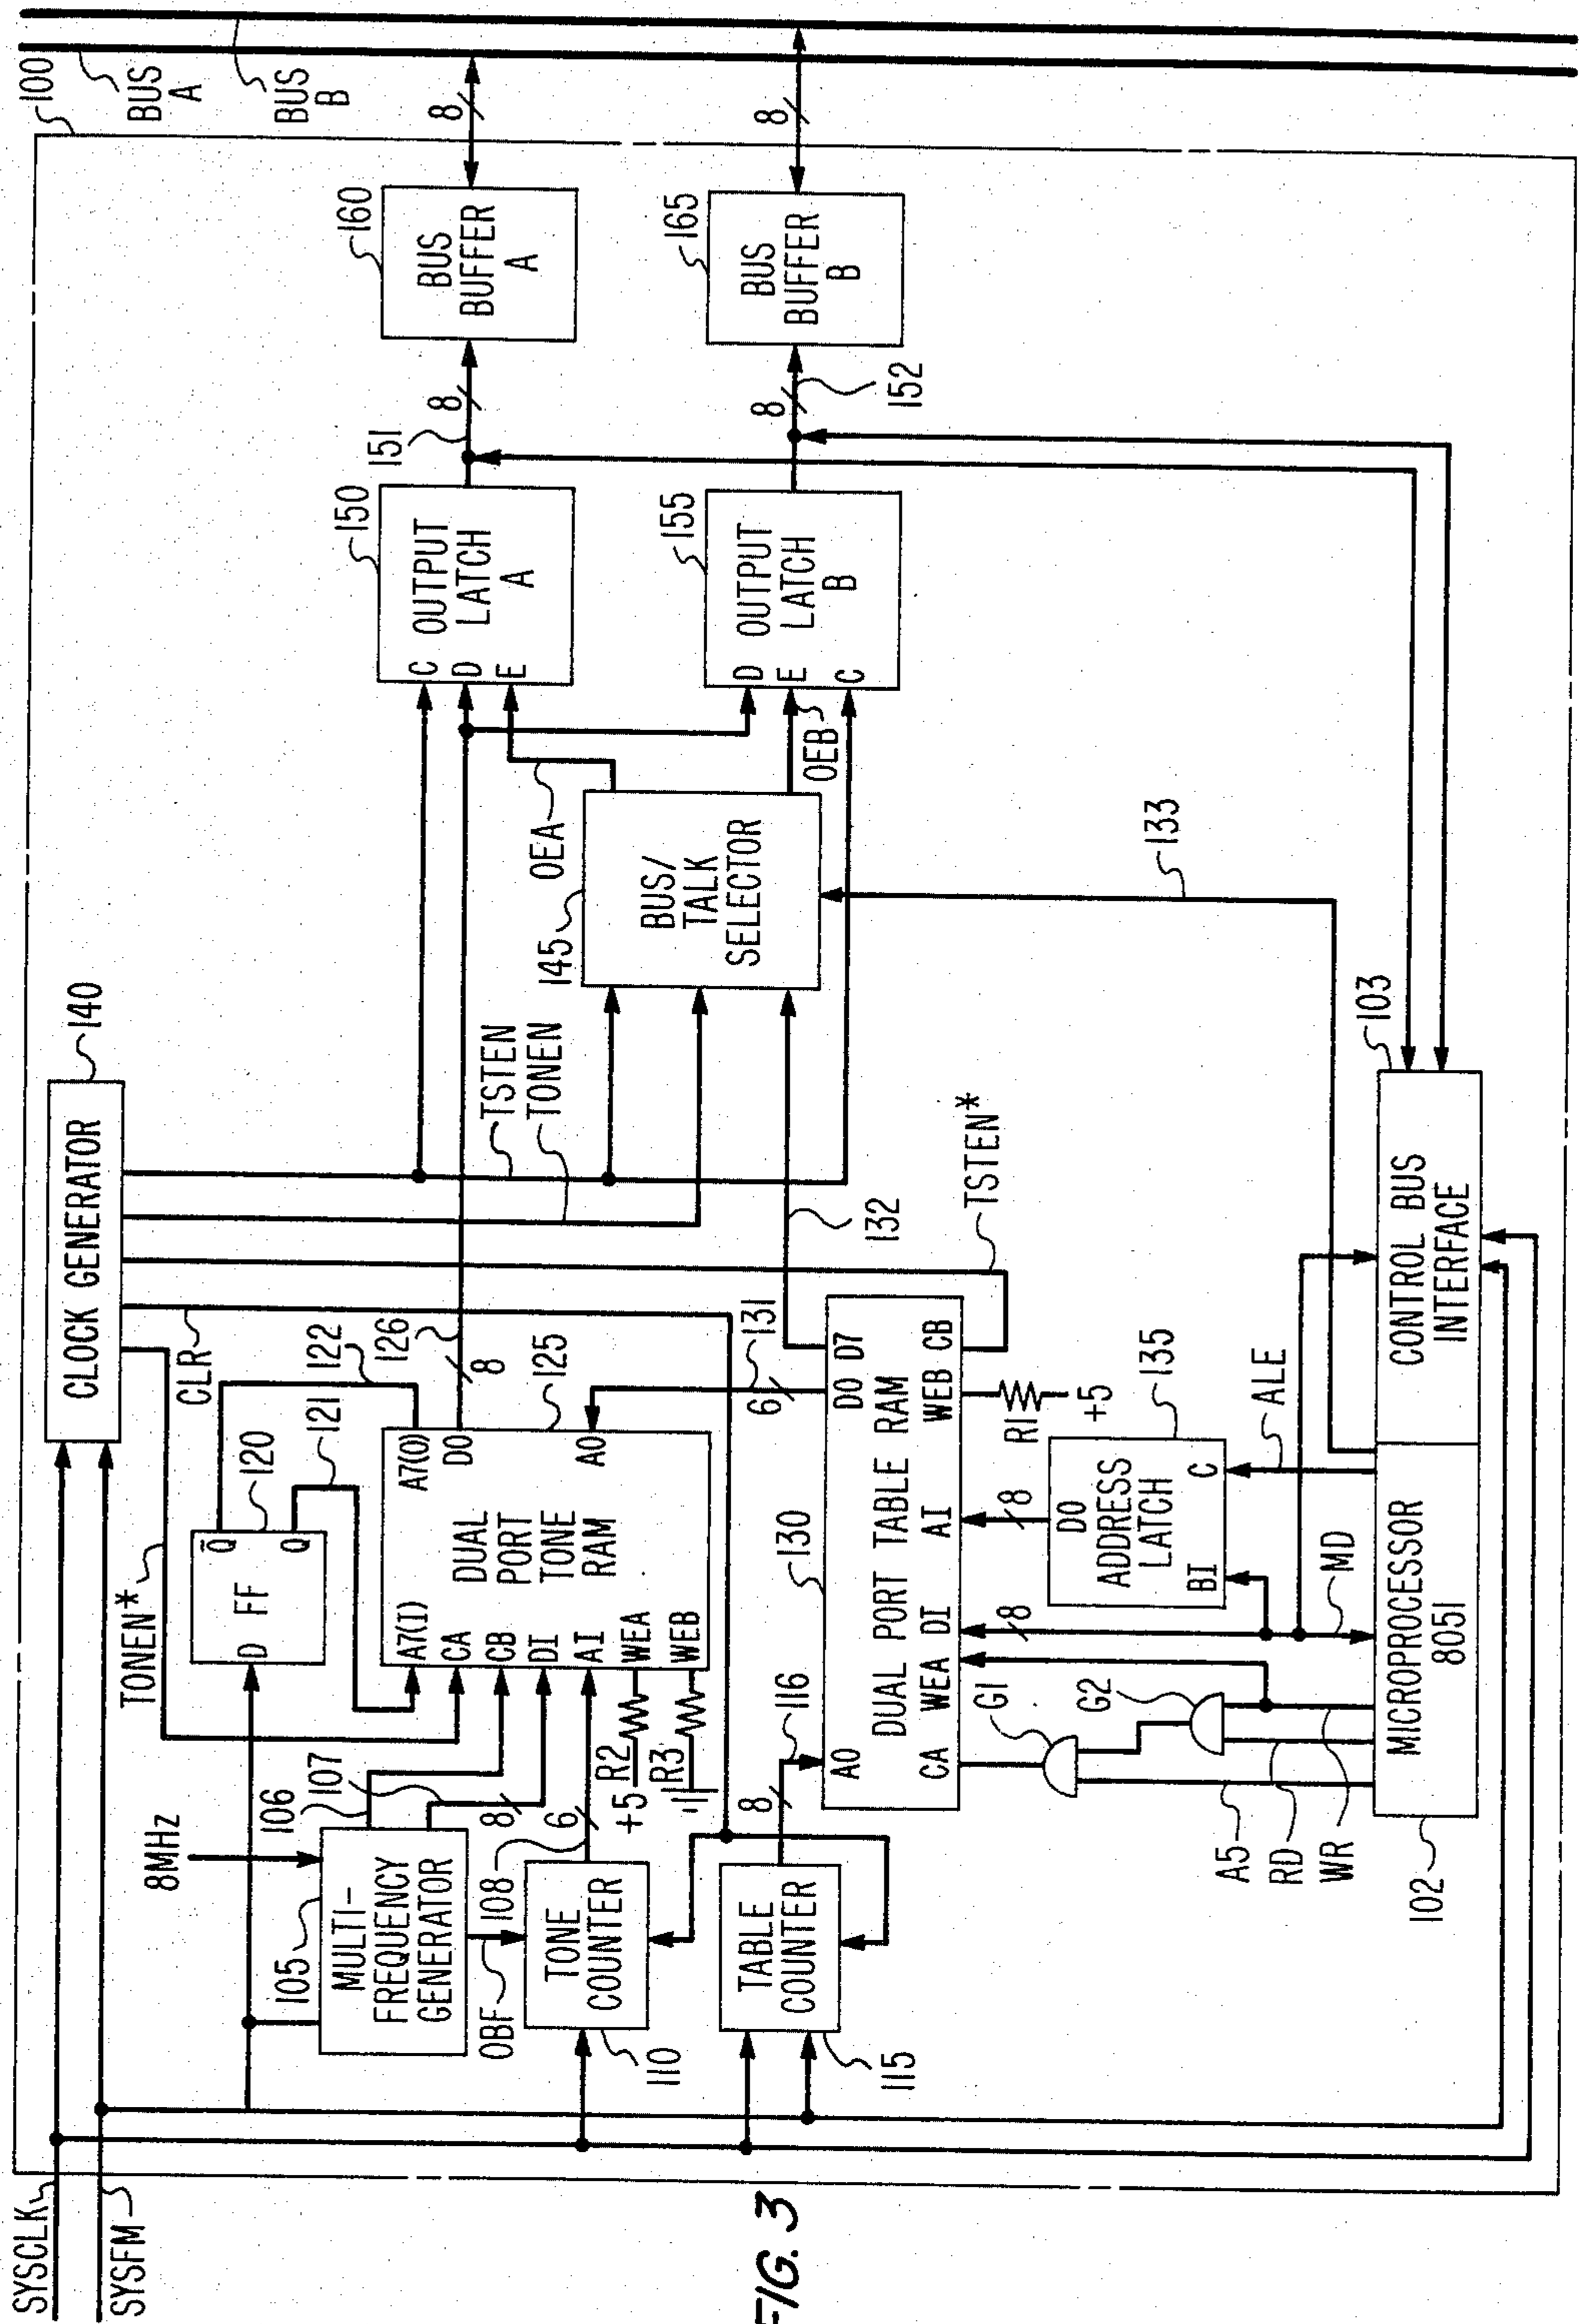 SYSCLK
SYSFM
CLOCK GENERATOR
140
100
BUS
A
BUS
B
TONEN*
CLR
8MHz
D
FF
Q̄
Q
120
122
121
126
8
105
MULTI-
FREQUENCY
GENERATOR
106
107
8
OBF
108
6
TONE
COUNTER
110
TABLE
COUNTER
115
8
116
A7(I)
CA
CB
DI
AI
WEA
WEB
DUAL
PORT
TONE
RAM
A7(O)
DO
AO
125
+5
R2
R3
6
131
130
AO
CA
WEA
DI
AI
WEB
CB
DO
D7
DUAL PORT TABLE RAM
R1
+5
TSTEN*
132
TSTEN
TONEN
145
BUS/
TALK
SELECTOR
OEA
OEB
133
150
C
D
E
OUTPUT
LATCH
A
151
8
155
D
E
C
OUTPUT
LATCH
B
8
152
160
BUS
BUFFER
A
8
165
BUS
BUFFER
B
8
G1
G2
8
8
135
DO
ADDRESS
LATCH
BI
C
ALE
MD
A5
RD
WR
102
MICROPROCESSOR
8051
103
CONTROL BUS
INTERFACE
FIG. 3